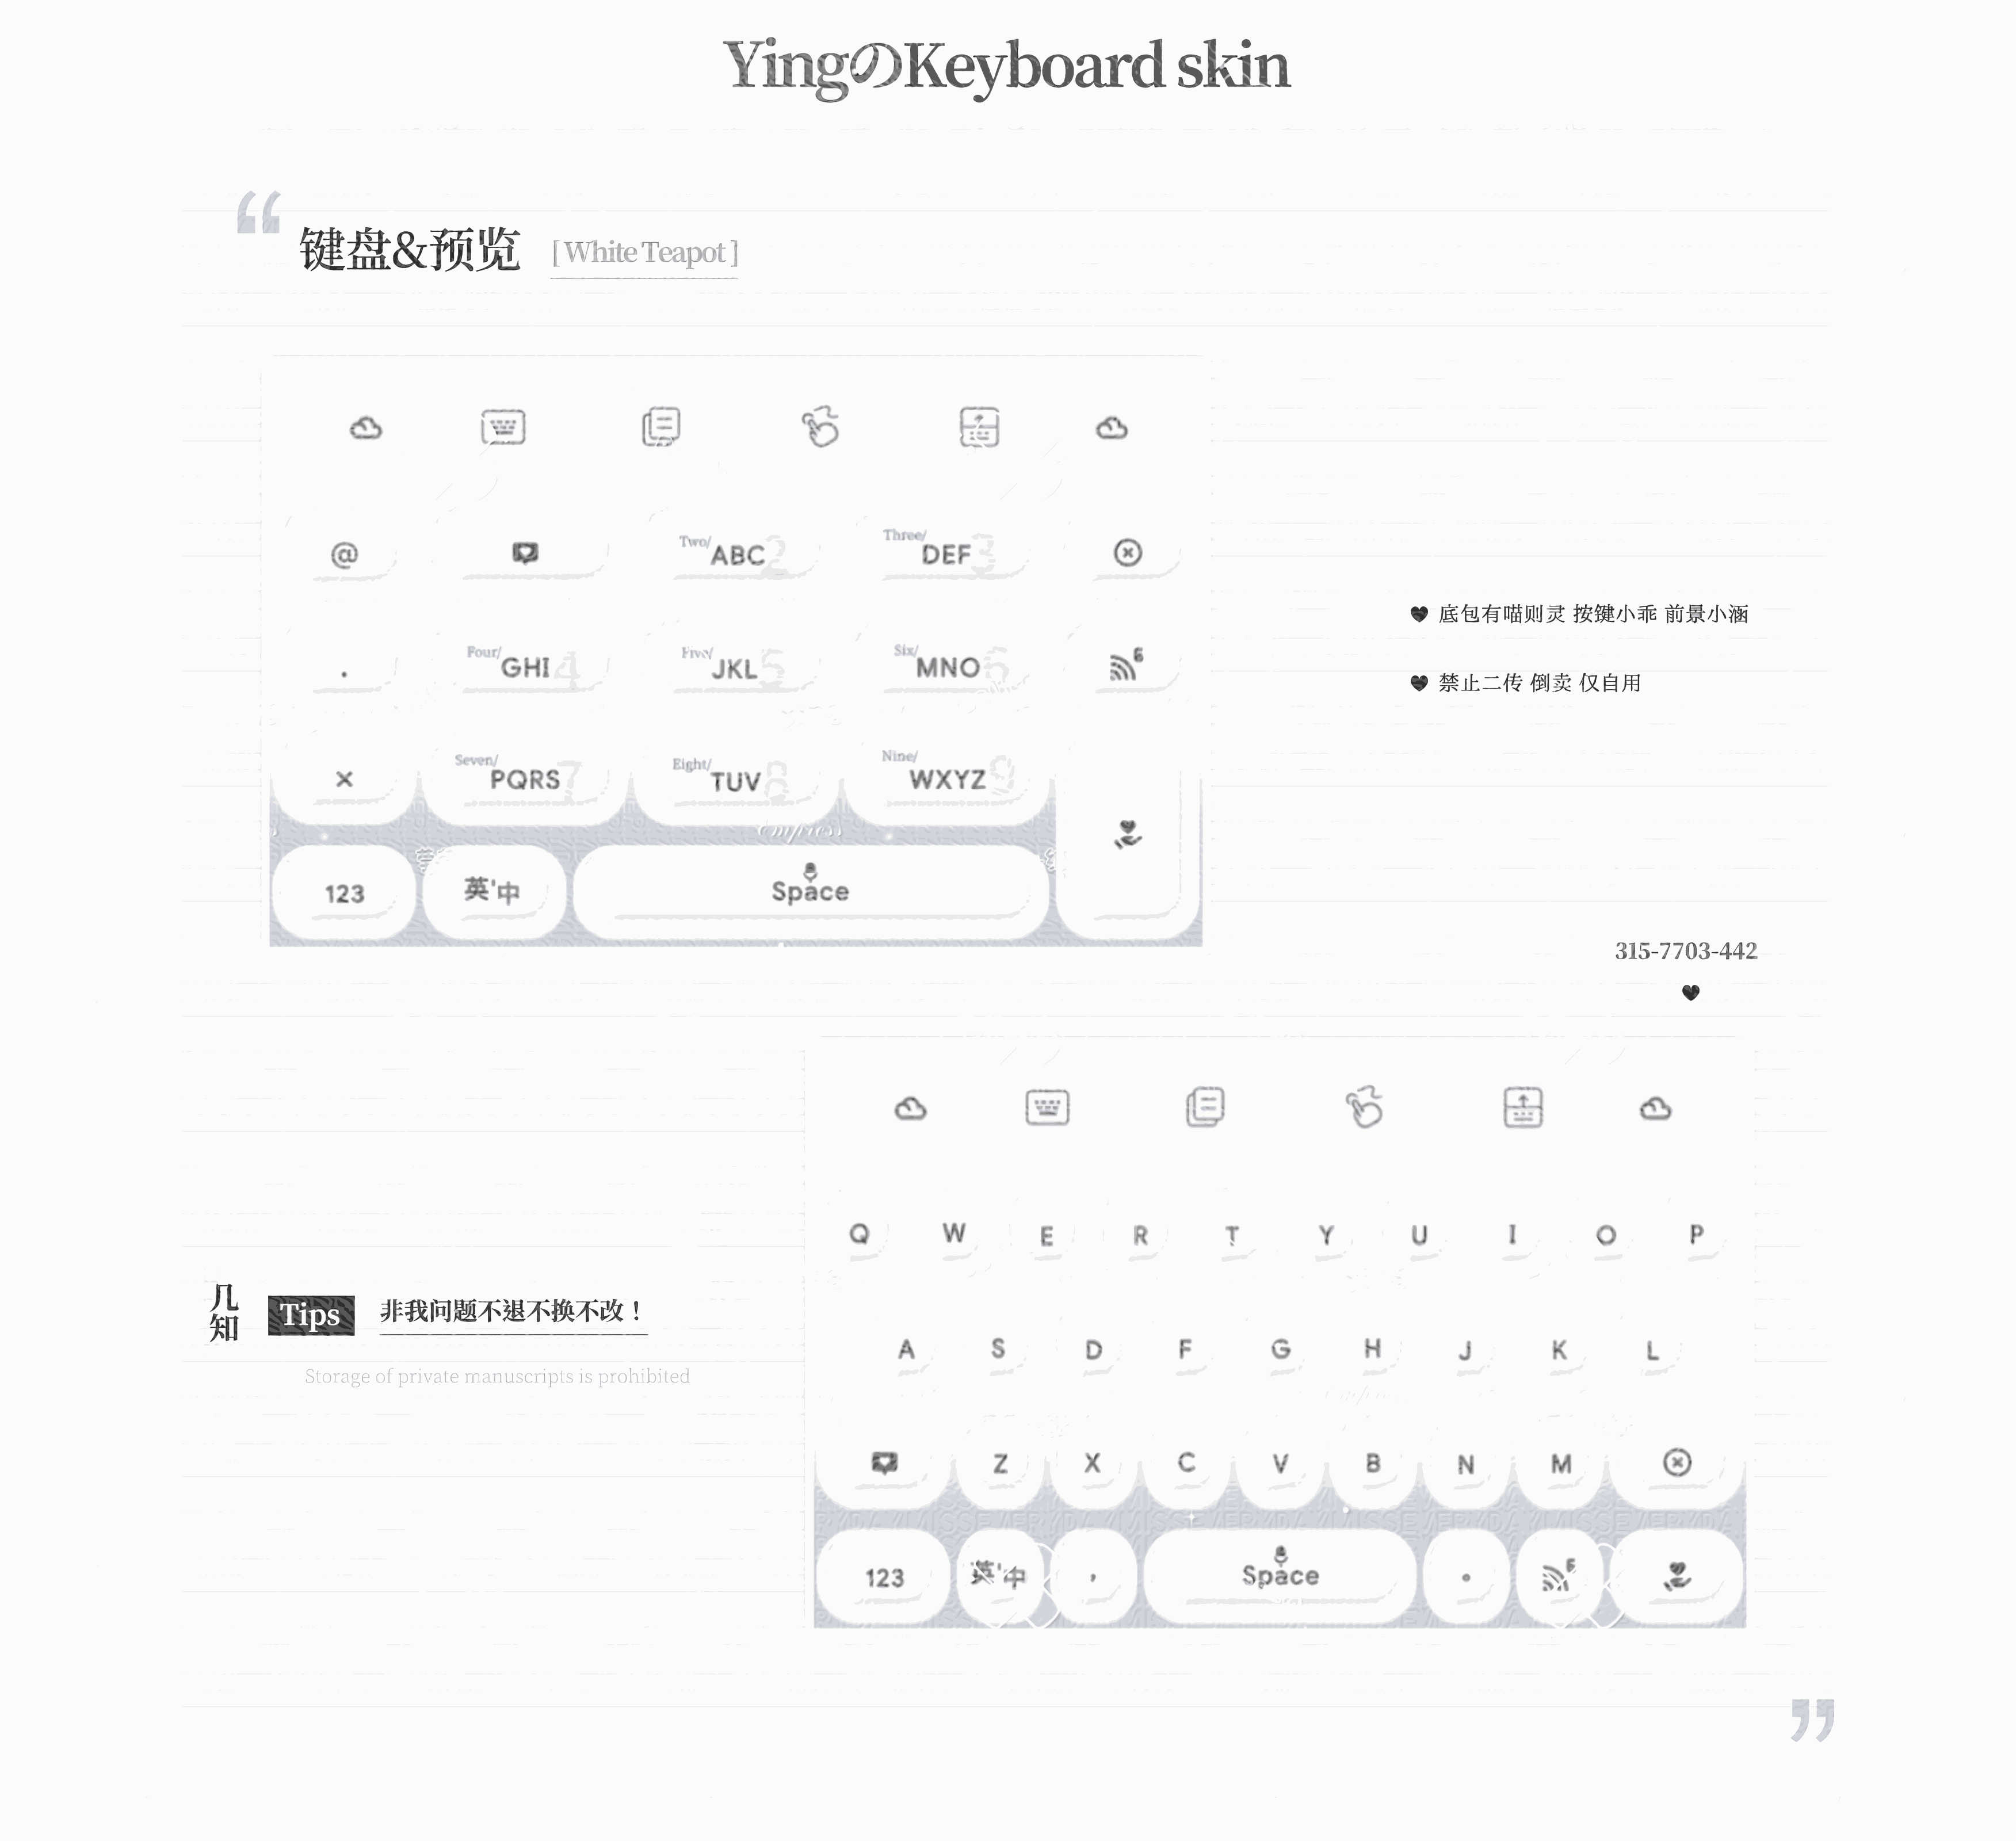 YingのKeyboard skin
键盘&预览 [ White Teapot ]
@ Two/ ABC 2 Three/ DEF 3
. Four/ GHI 4 Five/ JKL 5 Six/ MNO 6 6
Seven/ PQRS 7 Eight/ TUV 8 Nine/ WXYZ 9
Empress
123 英'中 Space
底包有喵则灵 按键小乖 前景小涵
禁止二传 倒卖 仅自用
315-7703-442
Q W E R T Y U I O P
A S D F G H J K L
Z X C V B N M
123 英'中 , Space 。
几知 Tips 非我问题不退不换不改！
Storage of private manuscripts is prohibited